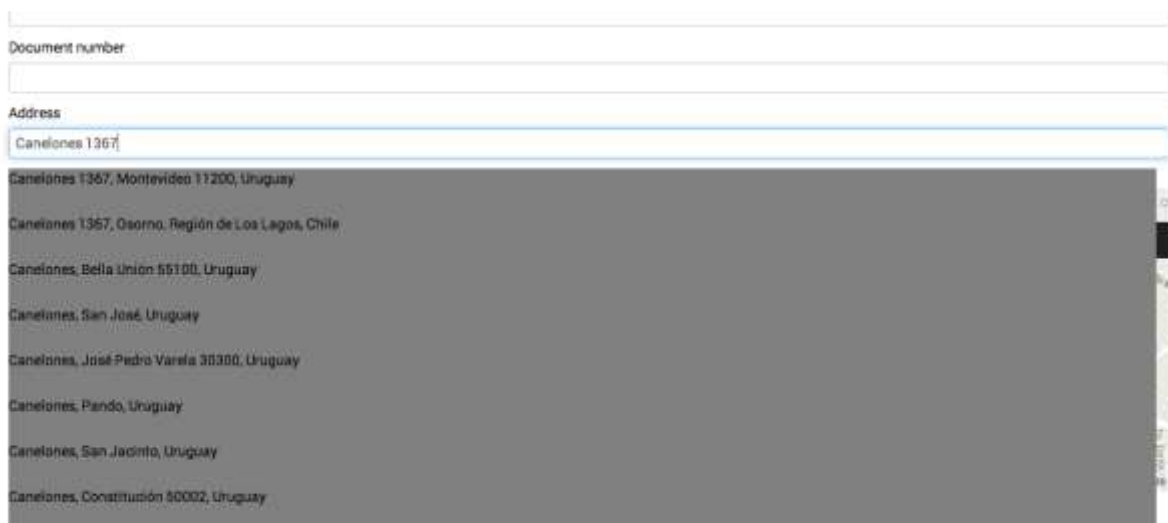 Document number
Address
Canelones 1367
Canelones 1367, Montevideo 11200, Uruguay
Canelones 1367, Osorno, Región de Los Lagos, Chile
Canelones, Bella Unión 55100, Uruguay
Canelones, San José, Uruguay
Canelones, José Pedro Varela 30300, Uruguay
Canelones, Pando, Uruguay
Canelones, San Jacinto, Uruguay
Canelones, Constitución 50002, Uruguay